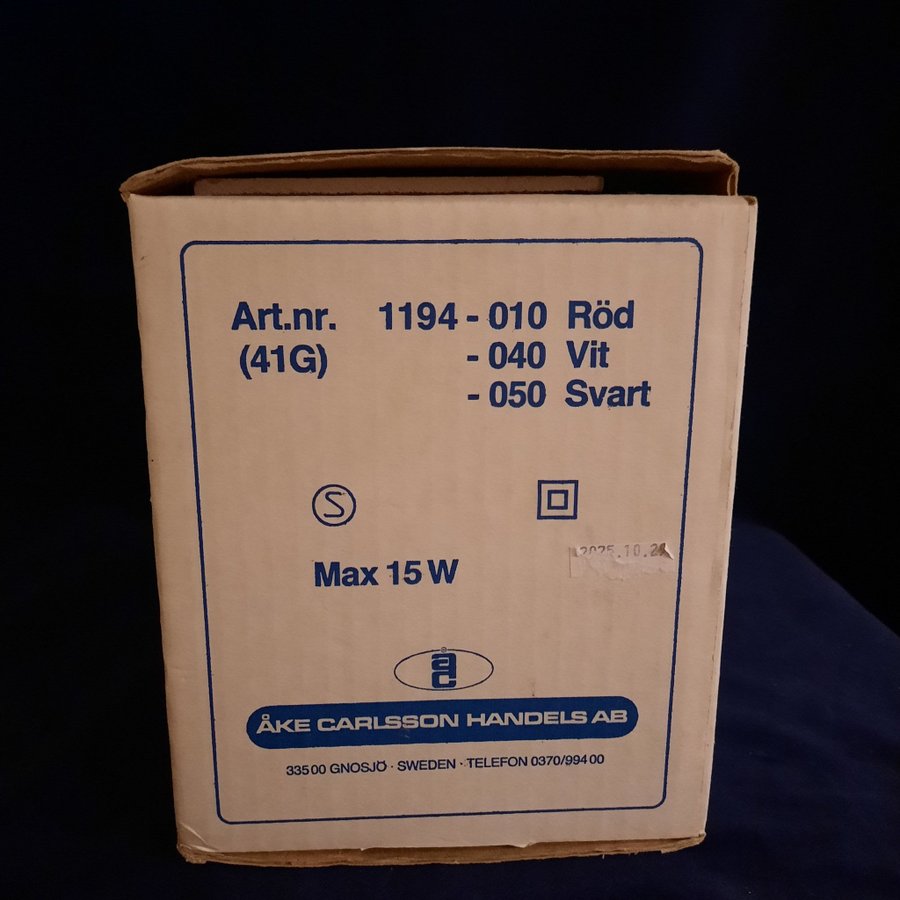 Art.nr. 1194 - 010 Röd
(41G) - 040 Vit
- 050 Svart
S
Max 15 W
åc
ÅKE CARLSSON HANDELS AB
335 00 GNOSJÖ · SWEDEN · TELEFON 0370/994 00